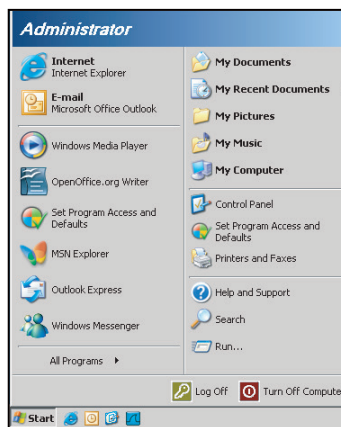 Administrator
Internet
Internet Explorer
E-mail
Microsoft Office Outlook
Windows Media Player
OpenOffice.org Writer
Set Program Access and
Defaults
MSN Explorer
Outlook Express
Windows Messenger
All Programs
My Documents
My Recent Documents
My Pictures
My Music
My Computer
Control Panel
Set Program Access and
Defaults
Printers and Faxes
Help and Support
Search
Run...
Log Off
Turn Off Compute
Start